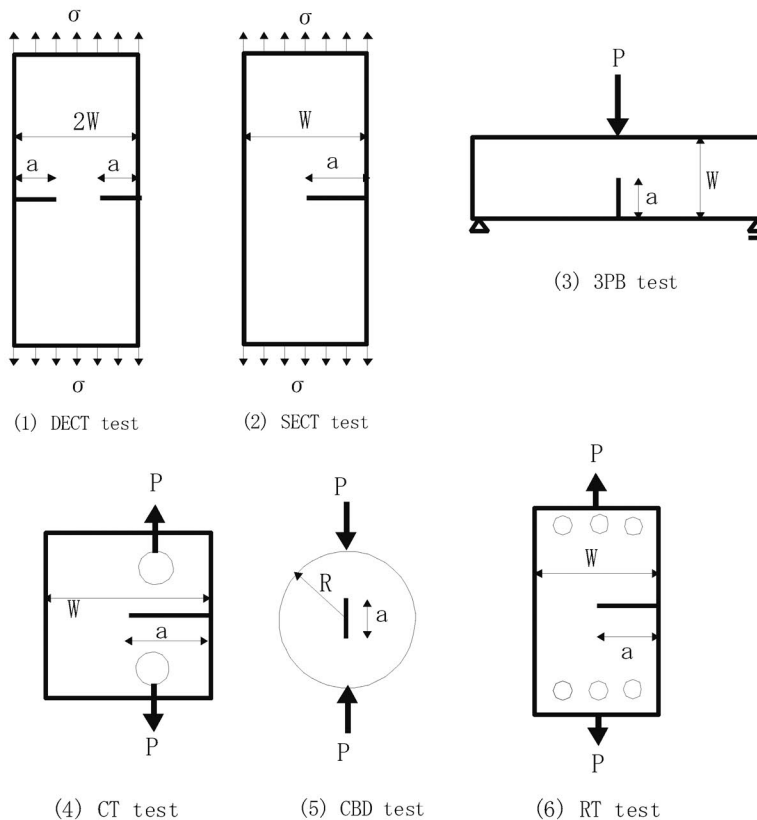 σ
2W
a a
σ
(1) DECT test
σ
W
a
σ
(2) SECT test
P
W
a
(3) 3PB test
P
W
a
P
(4) CT test
P
R
a
P
(5) CBD test
P
W
a
P
(6) RT test